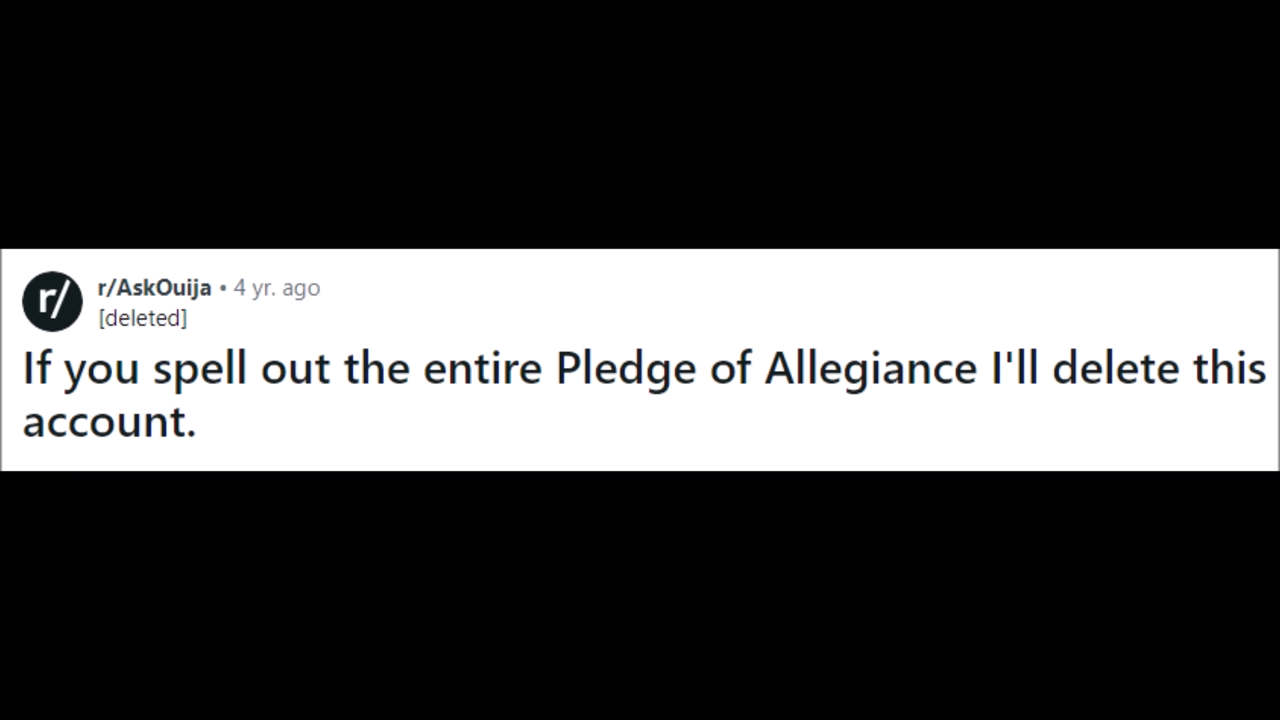 r/
r/AskOuija • 4 yr. ago
[deleted]
If you spell out the entire Pledge of Allegiance I'll delete this
account.